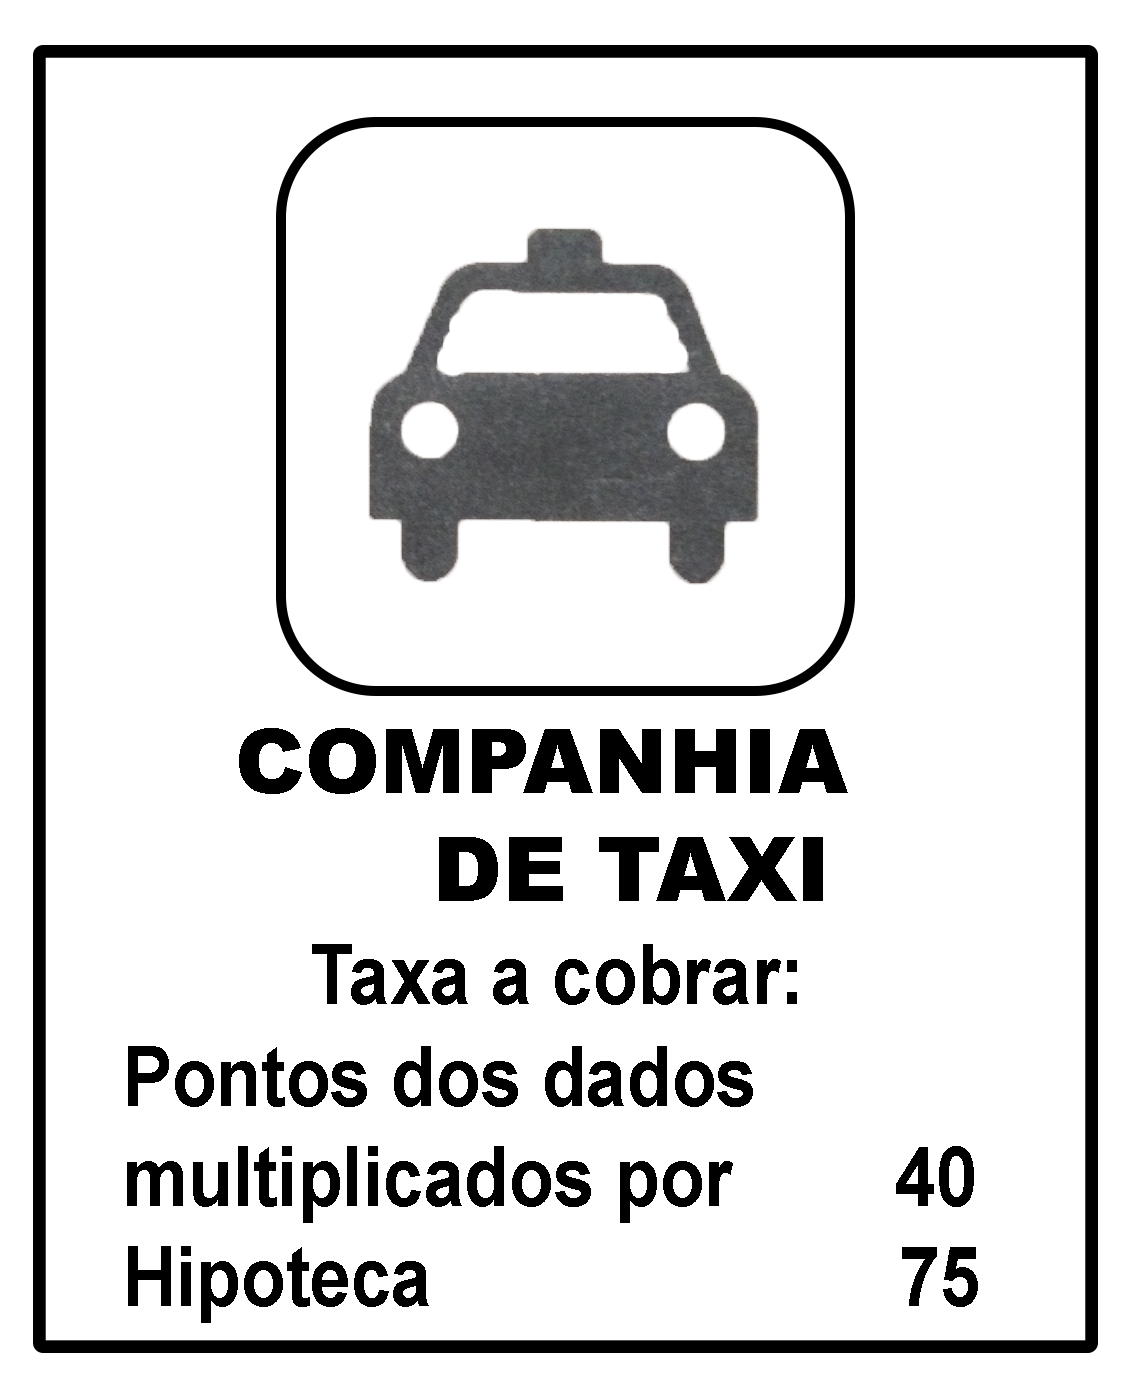 COMPANHIA
DE TAXI
Taxa a cobrar:
Pontos dos dados
multiplicados por 40
Hipoteca 75